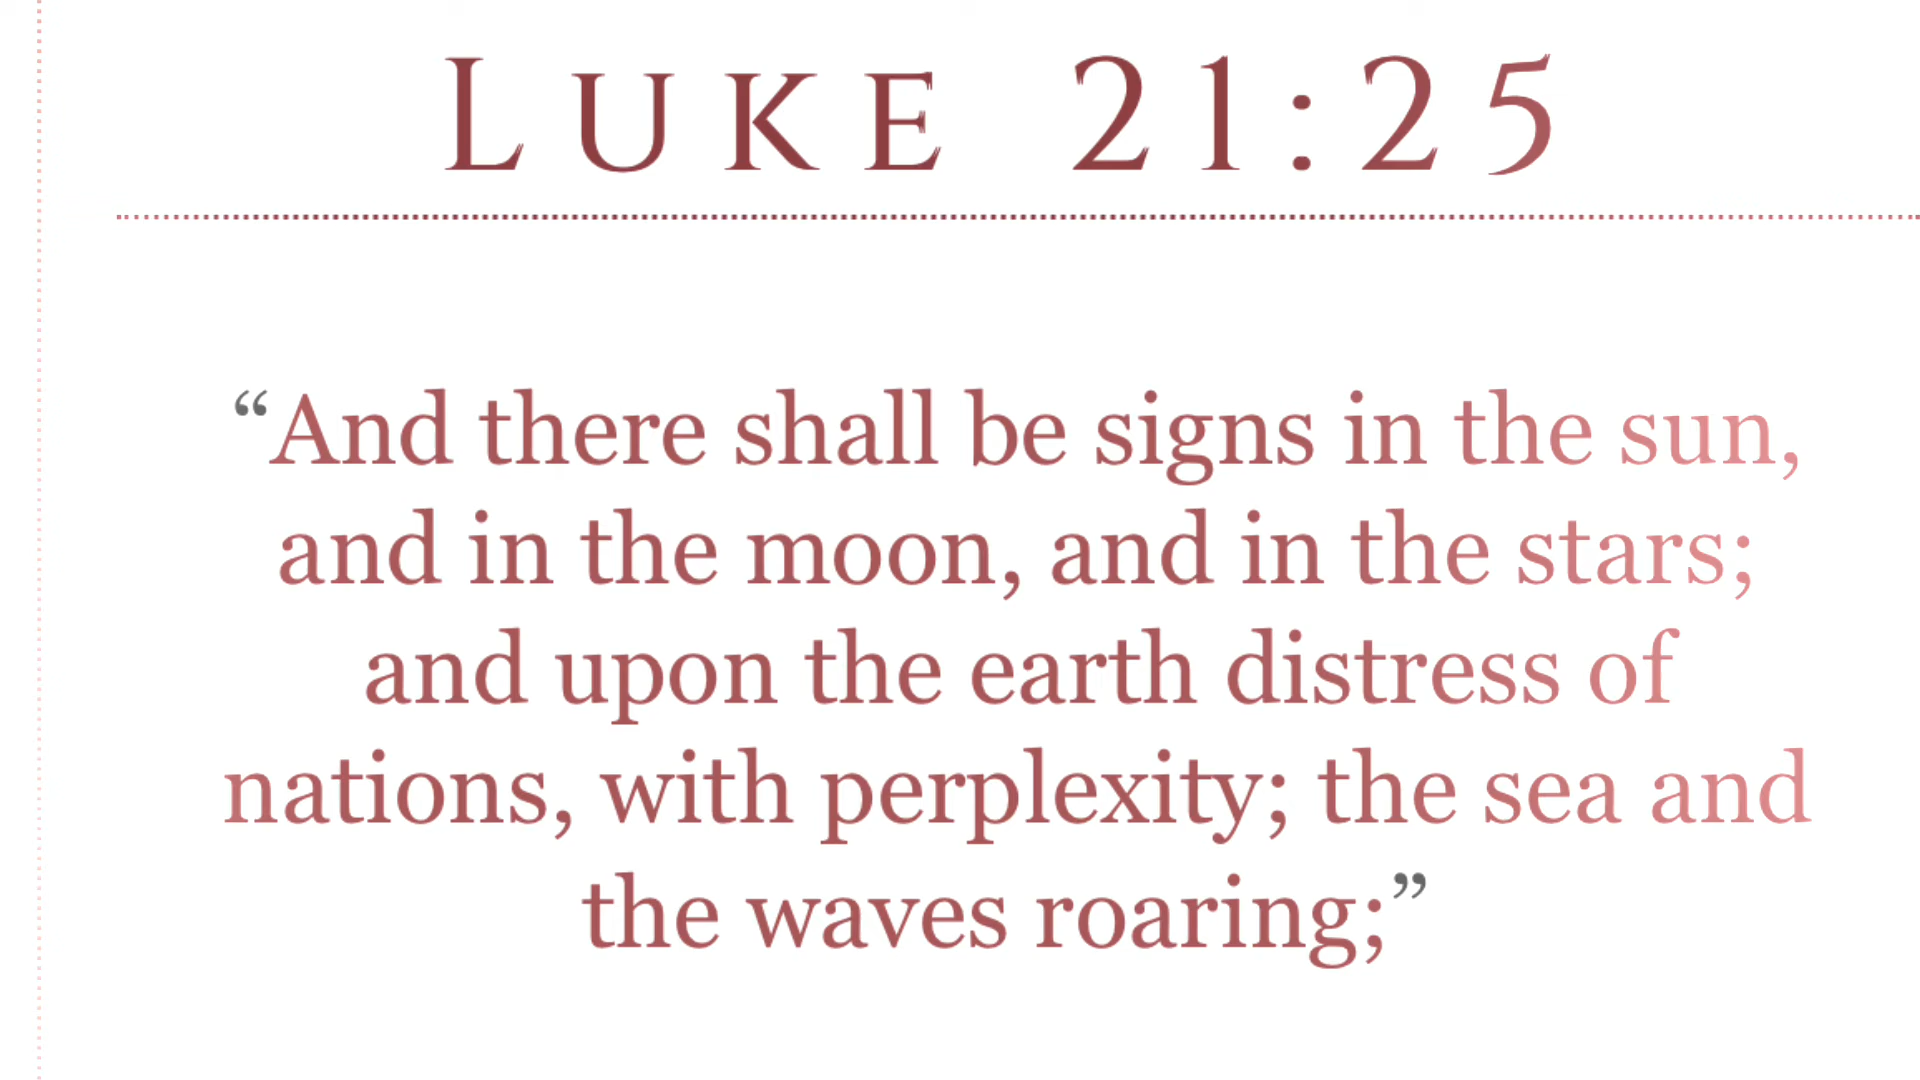 LUKE 21:25
“And there shall be signs in the sun,
and in the moon, and in the stars;
and upon the earth distress of
nations, with perplexity; the sea and
the waves roaring;”